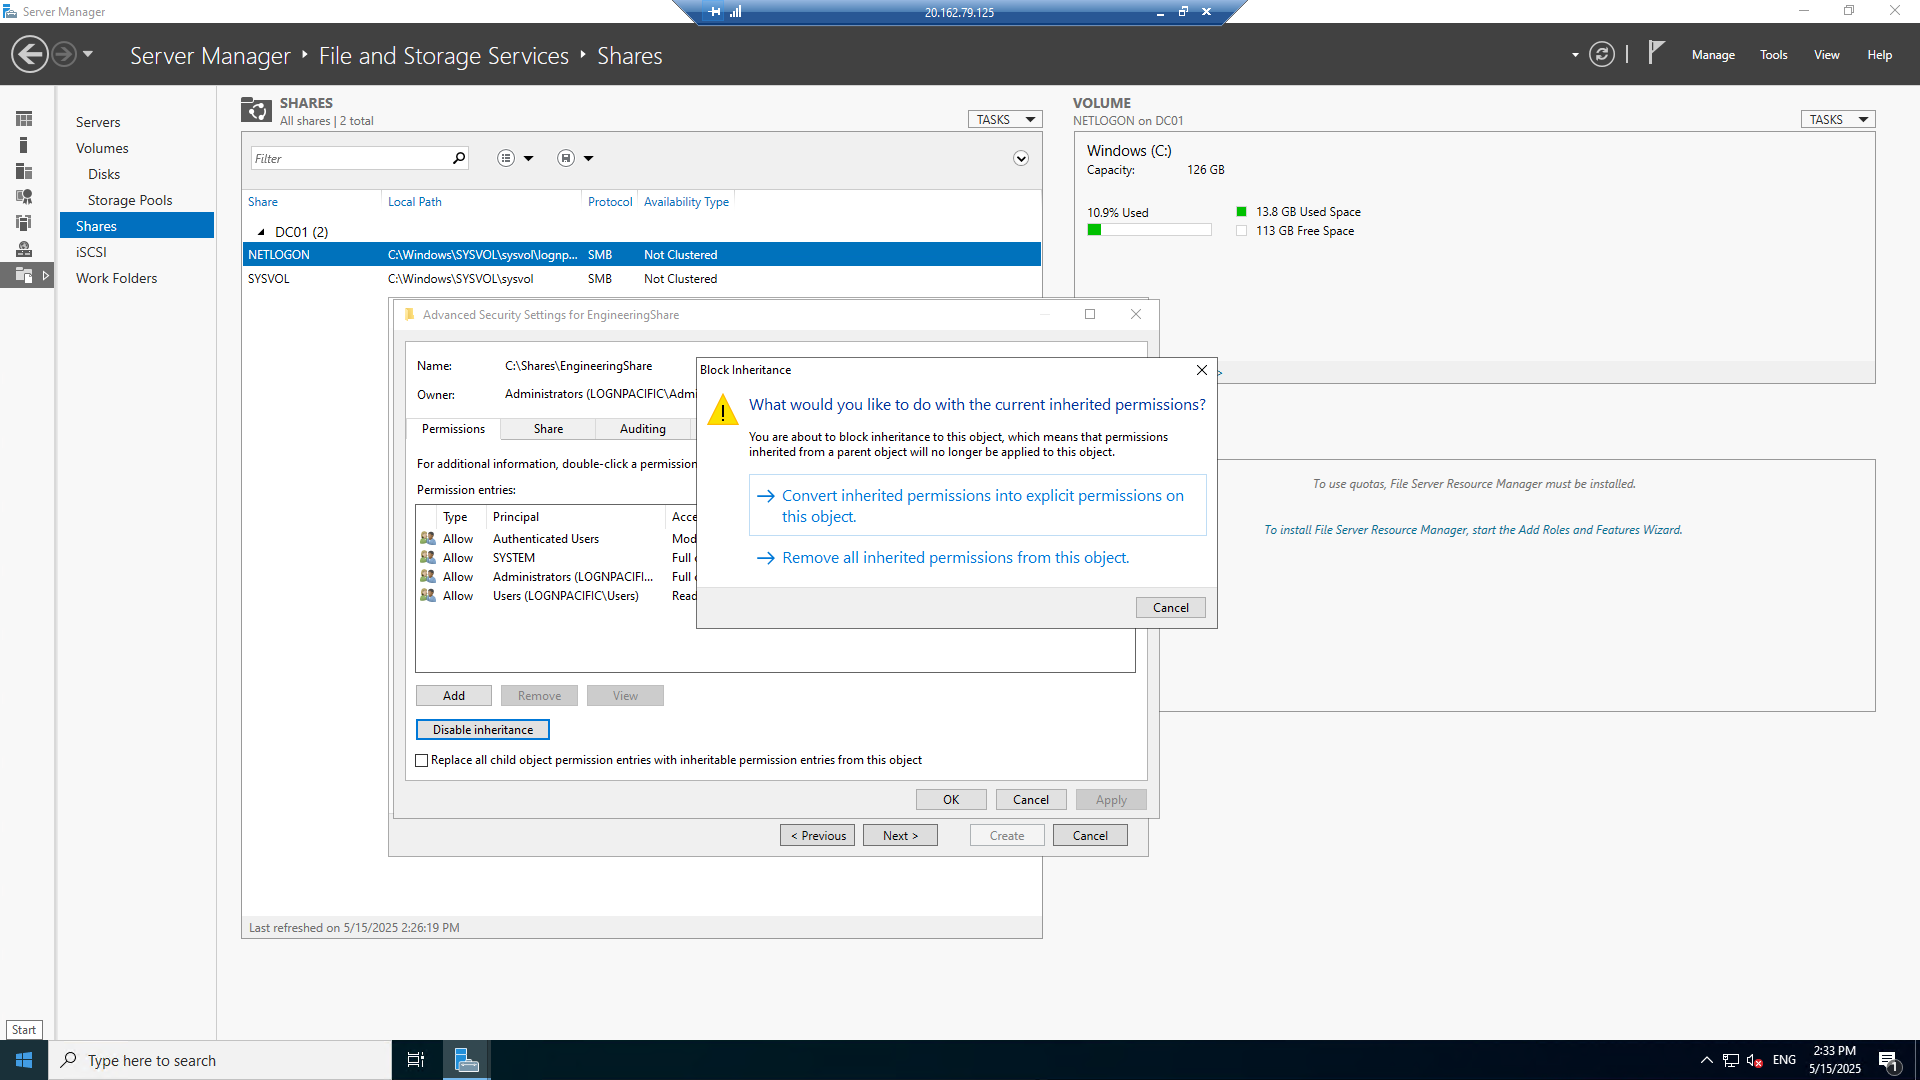 Server Manager
20.162.79.125
Server Manager ‣ File and Storage Services ‣ Shares
Manage
Tools
View
Help
Servers
Volumes
Disks
Storage Pools
Shares
iSCSI
Work Folders
SHARES
All shares | 2 total
TASKS
Filter
Share
Local Path
Protocol
Availability Type
DC01 (2)
NETLOGON
C:\Windows\SYSVOL\sysvol\lognp...
SMB
Not Clustered
SYSVOL
C:\Windows\SYSVOL\sysvol
SMB
Not Clustered
Last refreshed on 5/15/2025 2:26:19 PM
VOLUME
NETLOGON on DC01
TASKS
Windows (C:)
Capacity:
126 GB
10.9% Used
13.8 GB Used Space
113 GB Free Space
To use quotas, File Server Resource Manager must be installed.
To install File Server Resource Manager, start the Add Roles and Features Wizard.
Advanced Security Settings for EngineeringShare
Name:
C:\Shares\EngineeringShare
Owner:
Administrators (LOGNPACIFIC\Admi
Permissions
Share
Auditing
For additional information, double-click a permission
Permission entries:
Type
Principal
Acce
Allow
Authenticated Users
Mod
Allow
SYSTEM
Full
Allow
Administrators (LOGNPACIFI...
Full
Allow
Users (LOGNPACIFIC\Users)
Read
Add
Remove
View
Disable inheritance
Replace all child object permission entries with inheritable permission entries from this object
OK
Cancel
Apply
< Previous
Next >
Create
Cancel
Block Inheritance
What would you like to do with the current inherited permissions?
You are about to block inheritance to this object, which means that permissions
inherited from a parent object will no longer be applied to this object.
Convert inherited permissions into explicit permissions on
this object.
Remove all inherited permissions from this object.
Cancel
Start
Type here to search
ENG
2:33 PM
5/15/2025
1